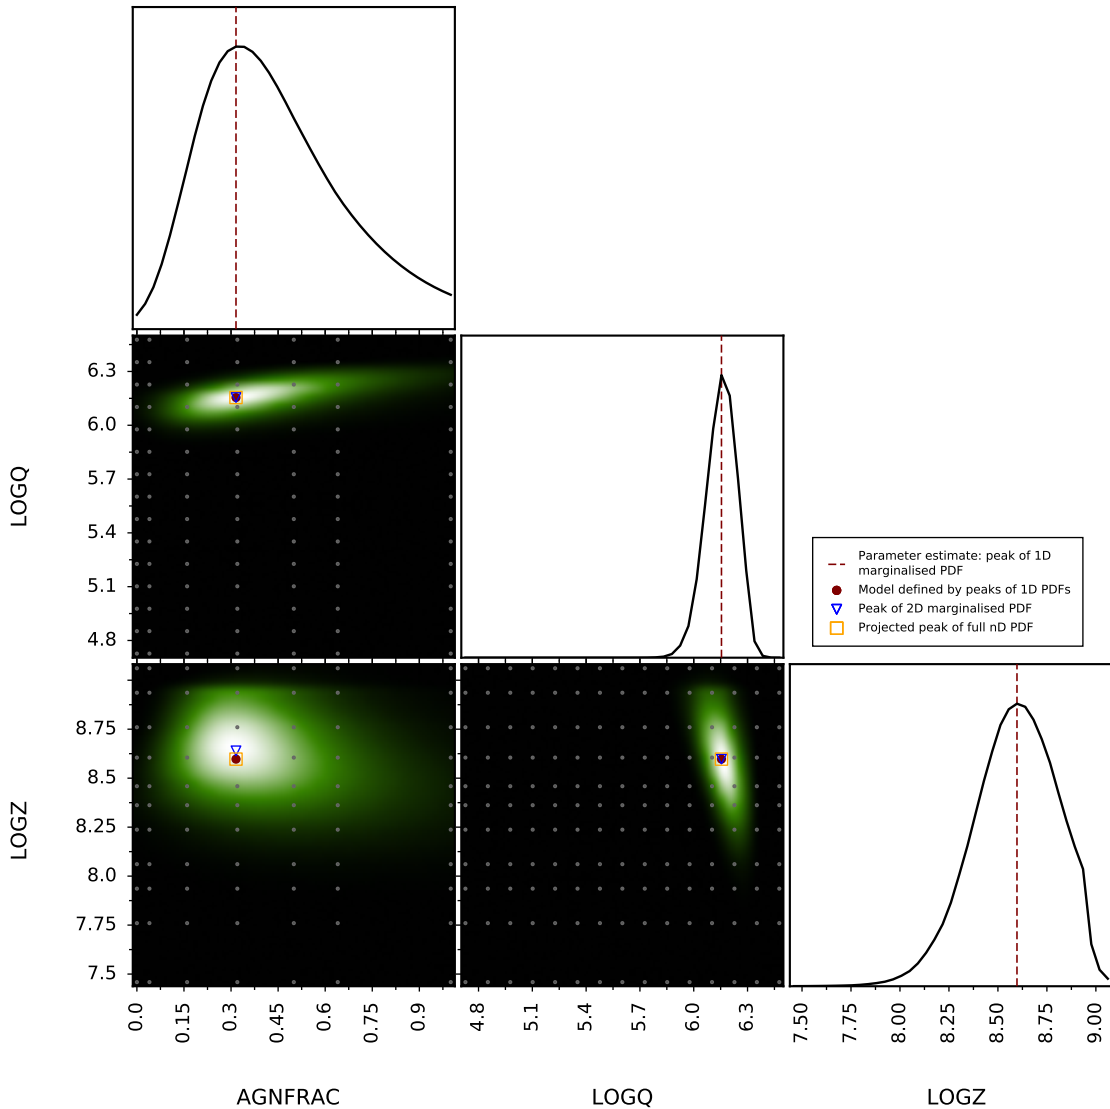 6.3
6.0
5.7
5.4
5.1
4.8
LOGQ
Parameter estimate: peak of 1D
marginalised PDF
Model defined by peaks of 1D PDFs
Peak of 2D marginalised PDF
Projected peak of full nD PDF
8.75
8.5
8.25
8.0
7.75
7.5
LOGZ
0.0 0.15 0.3 0.45 0.6 0.75 0.9
4.8 5.1 5.4 5.7 6.0 6.3
7.50 7.75 8.00 8.25 8.50 8.75 9.00
AGNFRAC LOGQ LOGZ